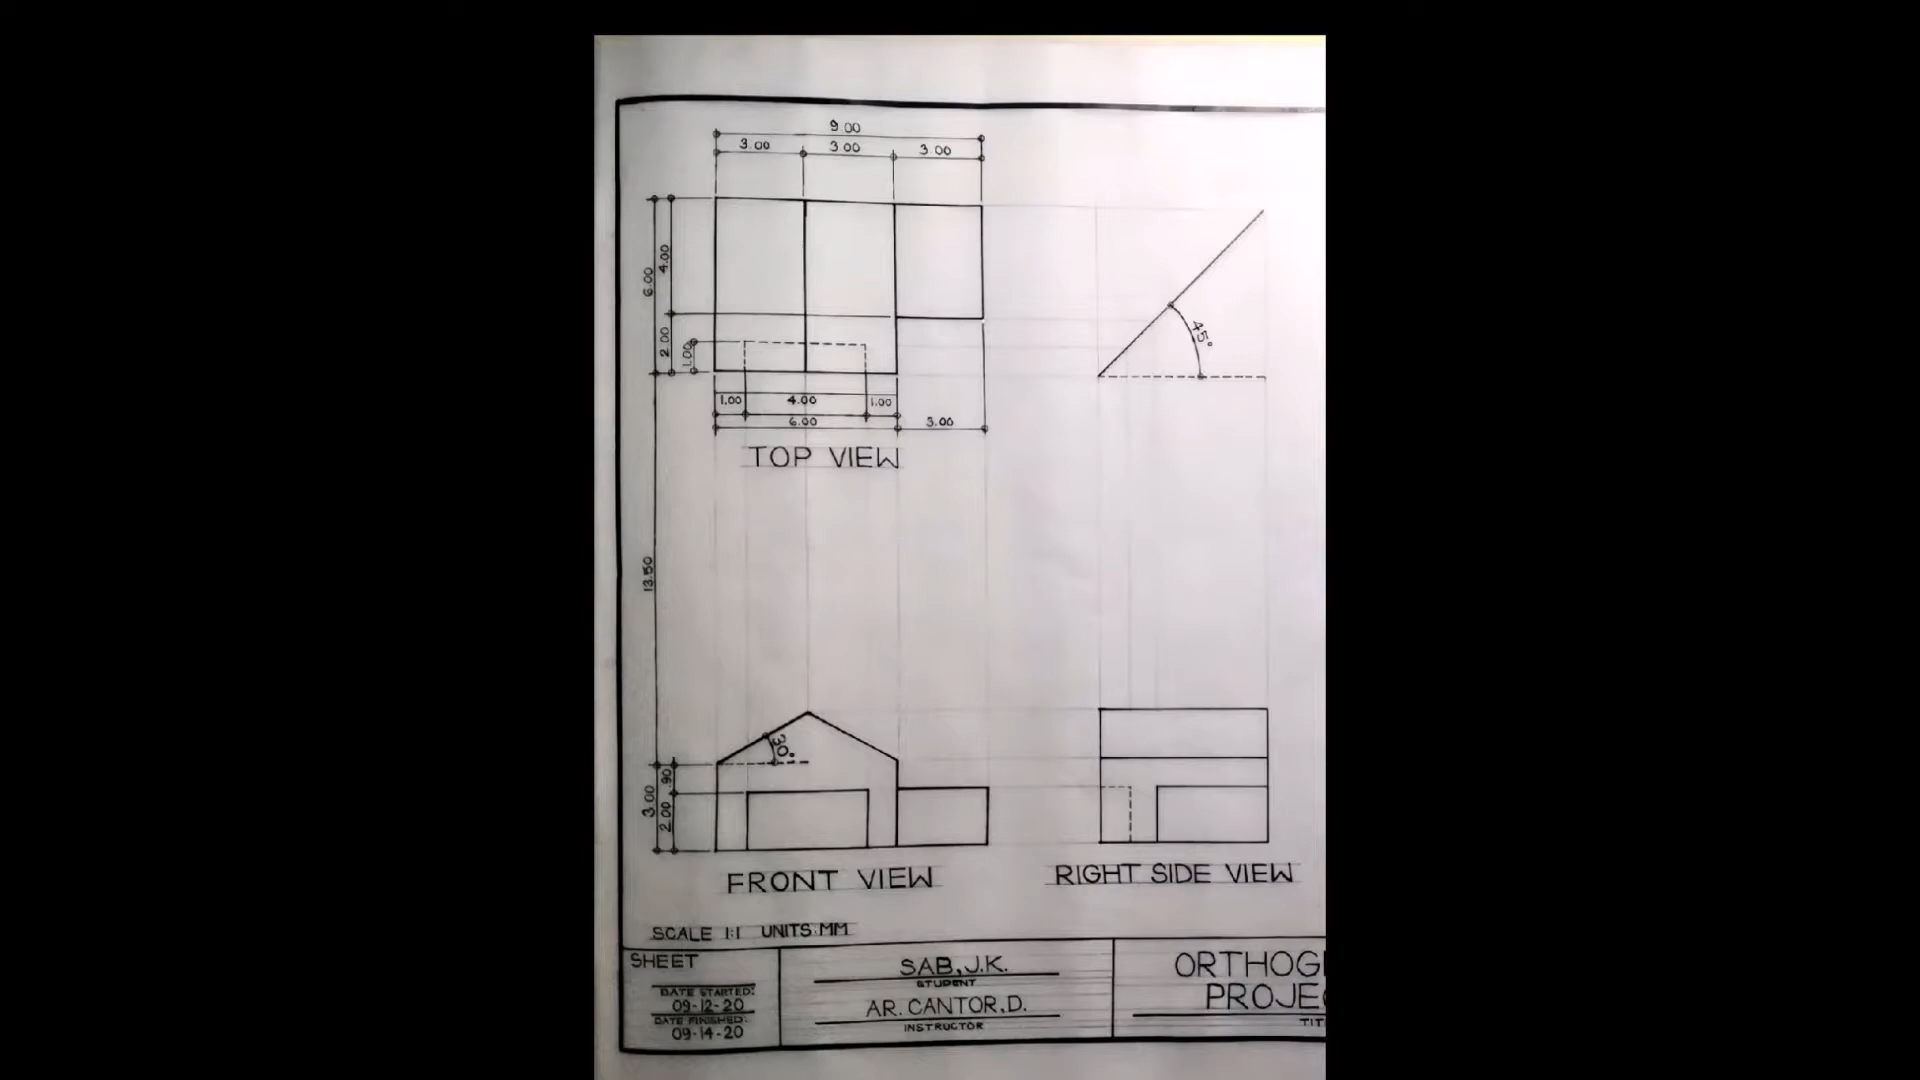 9.00
3.00 3.00 3.00
6.00
4.00
2.00
1.00
1.00 4.00 1.00
6.00 3.00
45°
TOP VIEW
13.50
30°
3.00
.90
2.00
FRONT VIEW
RIGHT SIDE VIEW
SCALE 1:1 UNITS:MM
SHEET
DATE STARTED:
09-12-20
DATE FINISHED:
09-14-20
SAB, J.K.
STUDENT
AR. CANTOR, D.
INSTRUCTOR
ORTHOG
PROJE
TIT